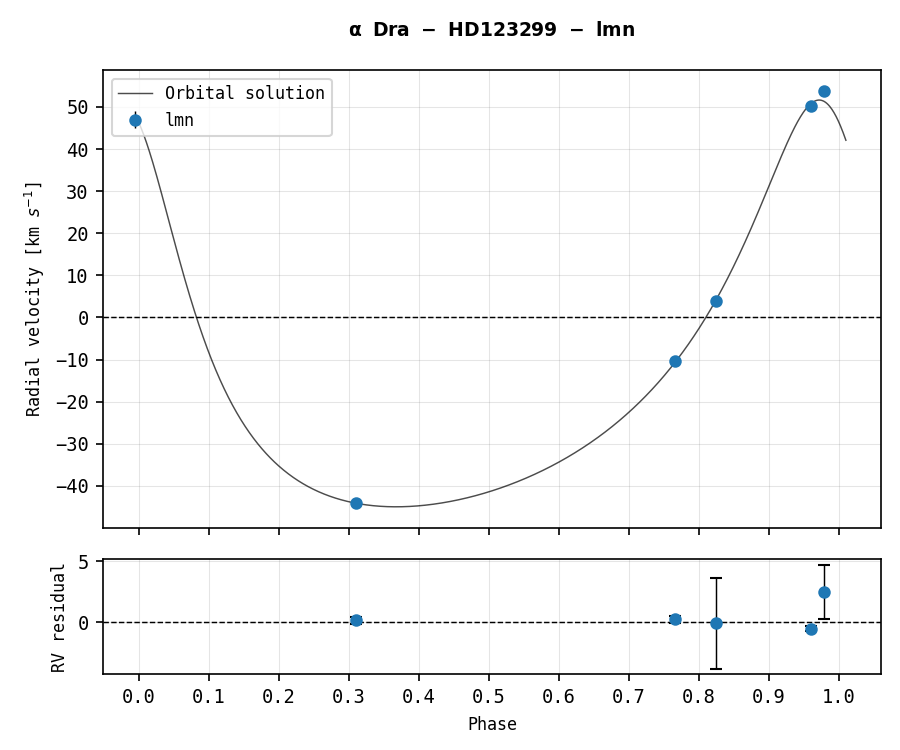 α Dra − HD123299 − lmn
Orbital solution
lmn
Radial velocity [km s⁻¹]
50
40
30
20
10
0
−10
−20
−30
−40
RV residual
5
0
0.0 0.1 0.2 0.3 0.4 0.5 0.6 0.7 0.8 0.9 1.0
Phase